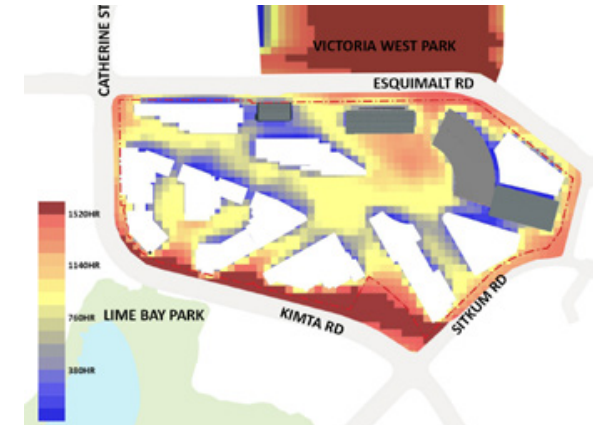 CATHERINE ST
VICTORIA WEST PARK
ESQUIMALT RD
1520HR
1140HR
760HR
380HR
LIME BAY PARK
KIMTA RD
SITKUM RD